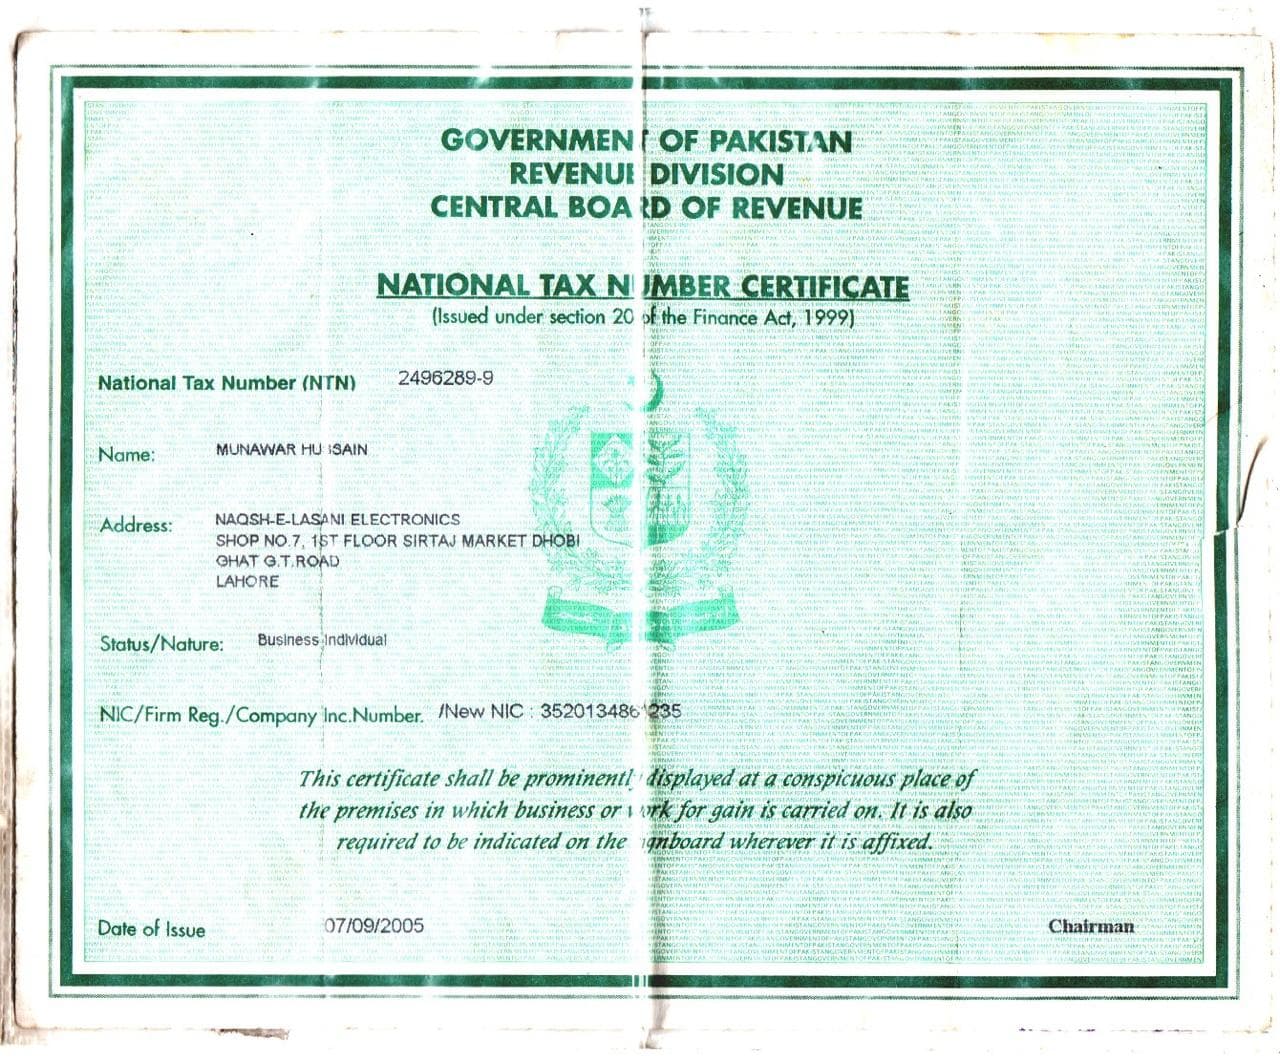 GOVERNMENT OF PAKISTAN
REVENUE DIVISION
CENTRAL BOARD OF REVENUE
NATIONAL TAX NUMBER CERTIFICATE
(Issued under section 20 of the Finance Act, 1999)
National Tax Number (NTN) 2496289-9
Name: MUNAWAR HUSSAIN
Address: NAQSH-E-LASANI ELECTRONICS
SHOP NO.7, 1ST FLOOR SIRTAJ MARKET DHOBI
GHAT G.T.ROAD
LAHORE
Status/Nature: Business Individual
NIC/Firm Reg./Company Inc.Number. /New NIC :
This certificate shall be prominently displayed at a conspicuous place of
the premises in which business or work for gain is carried on. It is also
required to be indicated on the signboard wherever it is affixed.
Date of Issue 07/09/2005
Chairman